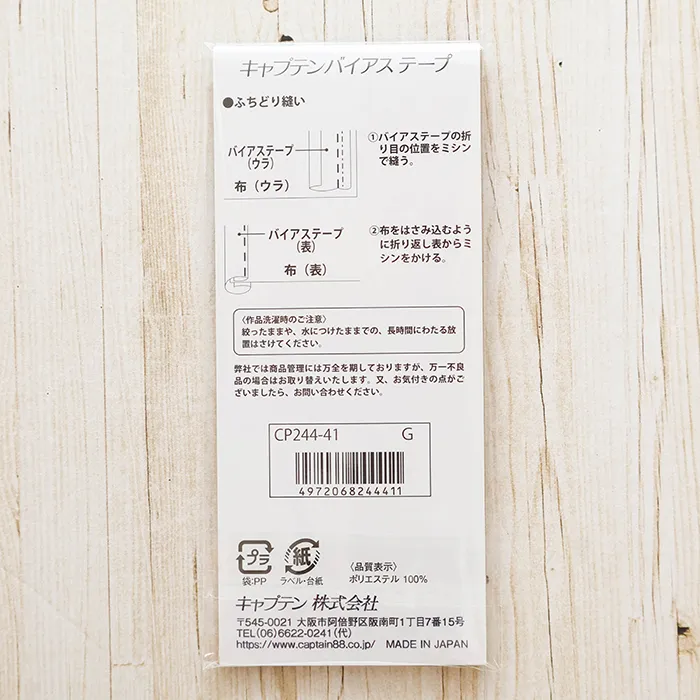 キャプテンバイアステープ
●ふちどり縫い
バイアステープ
(ウラ)
布(ウラ)
①バイアステープの折
り目の位置をミシン
で縫う。
バイアステープ
(表)
布(表)
②布をはさみ込むよう
に折り返し表からミ
シンをかける。
〈作品洗濯時のご注意〉
絞ったままや、水につけたままでの、長時間にわたる放
置はさけてください。
弊社では商品管理には万全を期しておりますが、万一不良
品の場合はお取り替えいたします。又、お気付きの点がご
ざいましたら、お問い合わせください。
CP244-41 G
4972068244411
プラ
袋:PP
紙
ラベル・台紙
〈品質表示〉
ポリエステル 100%
キャプテン 株式会社
〒545-0021 大阪市阿倍野区阪南町1丁目7番15号
TEL(06)6622-0241(代)
https://www.captain88.co.jp/ MADE IN JAPAN